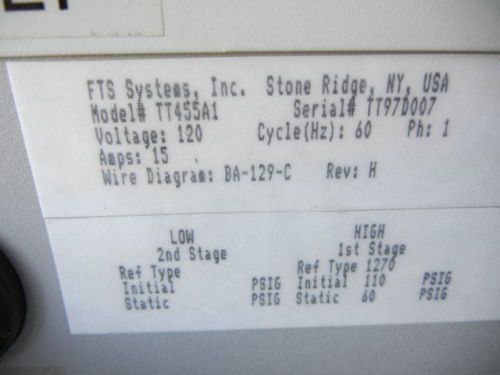 FTS Systems, Inc. Stone Ridge, NY, USA
Model# TT455A1 Serial# TT97D007
Voltage: 120 Cycle(Hz): 60 Ph: 1
Amps: 15
Wire Diagram: BA-129-C Rev: H
LOW HIGH
2nd Stage 1st Stage
Ref Type Ref Type 1270
Initial PSIG Initial 110 PSIG
Static PSIG Static 60 PSIG